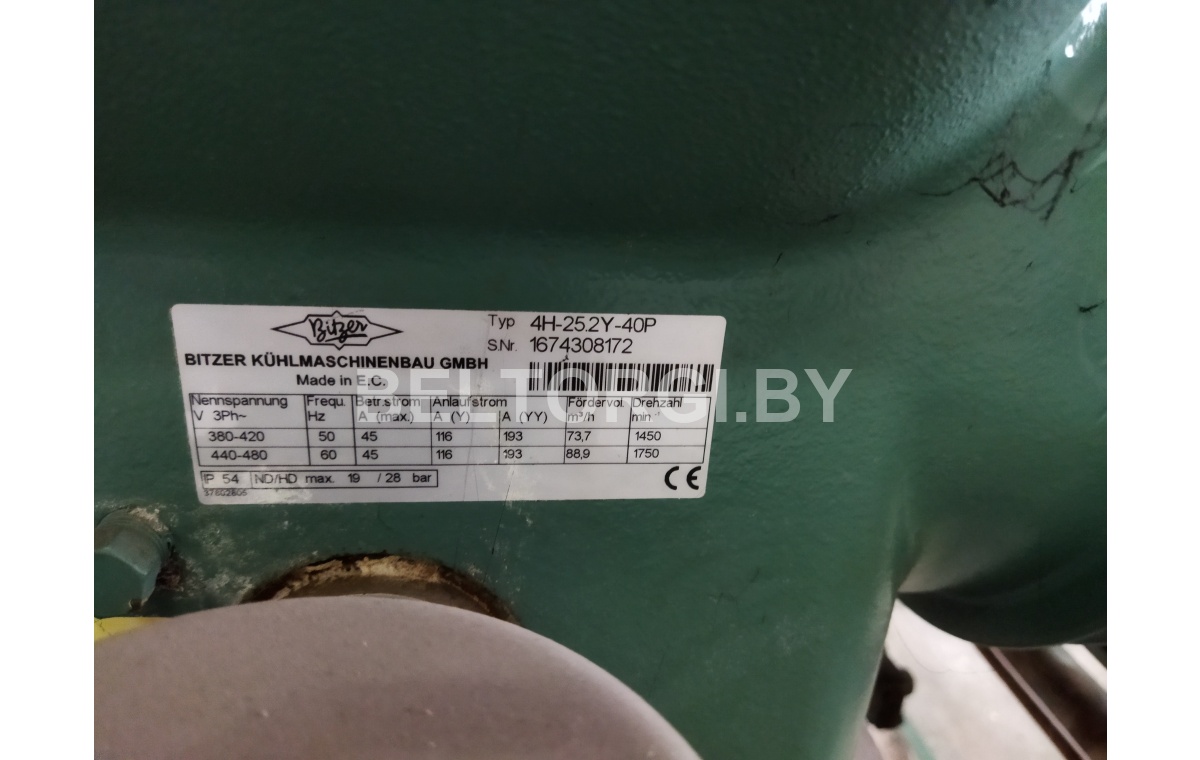 Bitzer
BITZER KÜHLMASCHINENBAU GMBH
Made in E.C.
Typ 4H-25.2Y-40P
S.Nr. 1674308172
Nennspannung Frequ. Betr.strom Anlaufstrom Fördervol. Drehzahl
V 3Ph~ Hz A (max.) A (Y) A (YY) m³/h min⁻¹
380-420 50 45 116 193 73,7 1450
440-480 60 45 116 193 88,9 1750
IP 54 ND/HD max. 19 / 28 bar
CE
37602605
BELTORGI.BY